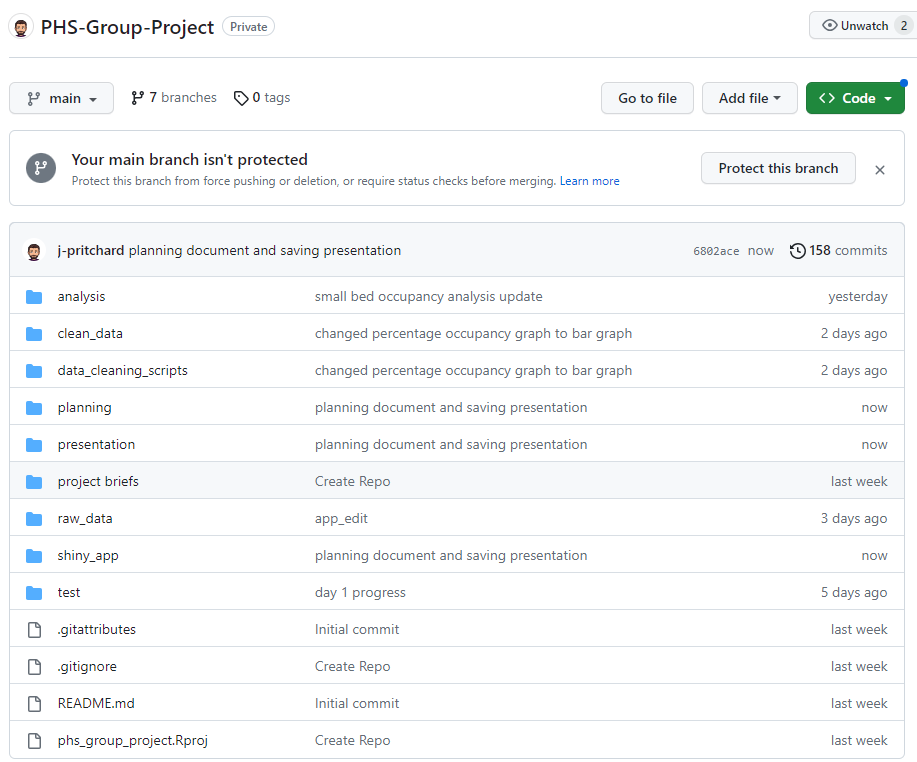 PHS-Group-Project Private Unwatch 2
main 7 branches 0 tags Go to file Add file <> Code
Your main branch isn't protected
Protect this branch from force pushing or deletion, or require status checks before merging. Learn more Protect this branch
j-pritchard planning document and saving presentation 6802ace now 158 commits
analysis small bed occupancy analysis update yesterday
clean_data changed percentage occupancy graph to bar graph 2 days ago
data_cleaning_scripts changed percentage occupancy graph to bar graph 2 days ago
planning planning document and saving presentation now
presentation planning document and saving presentation now
project briefs Create Repo last week
raw_data app_edit 3 days ago
shiny_app planning document and saving presentation now
test day 1 progress 5 days ago
.gitattributes Initial commit last week
.gitignore Create Repo last week
README.md Initial commit last week
phs_group_project.Rproj Create Repo last week